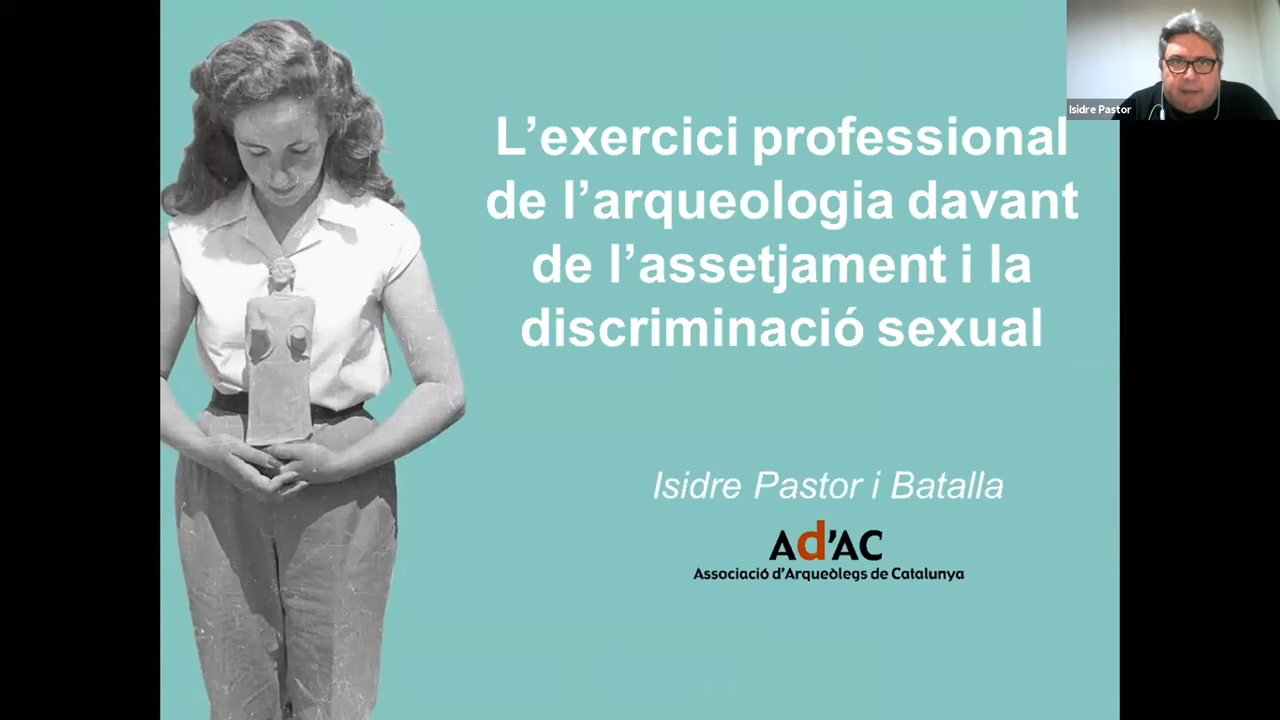 Isidre Pastor
L’exercici professional
de l’arqueologia davant
de l’assetjament i la
discriminació sexual
Isidre Pastor i Batalla
Ad’AC
Associació d’Arqueòlegs de Catalunya